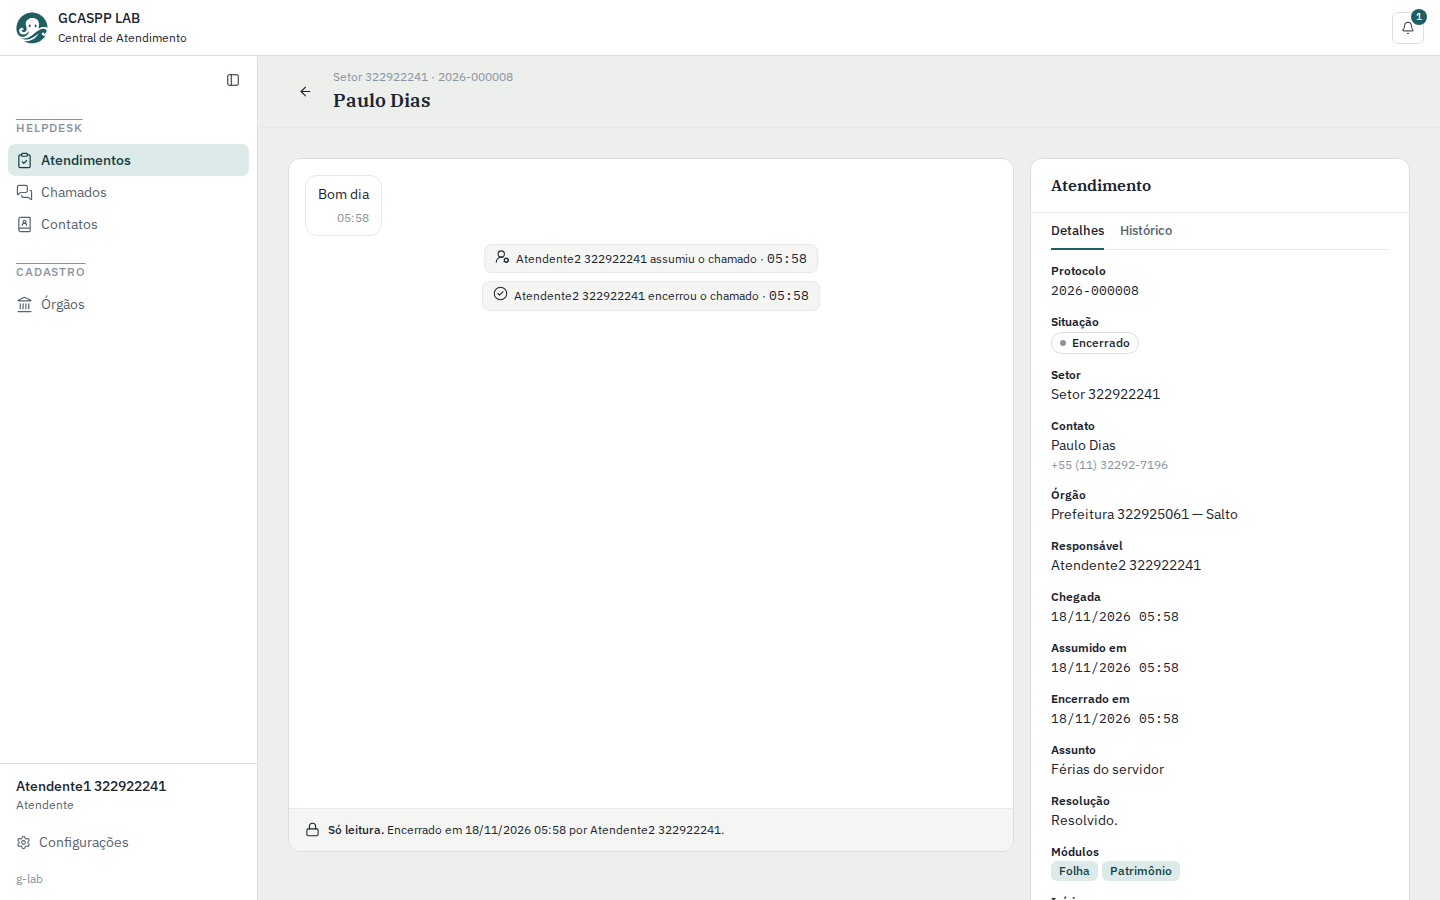 GCASPP LAB
Central de Atendimento
1
HELPDESK
Atendimentos
Chamados
Contatos
CADASTRO
Órgãos
Atendente1 322922241
Atendente
Configurações
g-lab
Setor 322922241 · 2026-000008
Paulo Dias
Bom dia
05:58
Atendente2 322922241 assumiu o chamado · 05:58
Atendente2 322922241 encerrou o chamado · 05:58
Só leitura. Encerrado em 18/11/2026 05:58 por Atendente2 322922241.
Atendimento
Detalhes Histórico
Protocolo
2026-000008
Situação
Encerrado
Setor
Setor 322922241
Contato
Paulo Dias
+55 (11) 32292-7196
Órgão
Prefeitura 322925061 — Salto
Responsável
Atendente2 322922241
Chegada
18/11/2026 05:58
Assumido em
18/11/2026 05:58
Encerrado em
18/11/2026 05:58
Assunto
Férias do servidor
Resolução
Resolvido.
Módulos
Folha Patrimônio